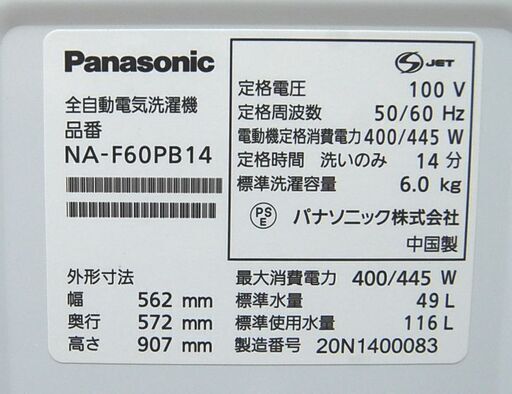 Panasonic
全自動電気洗濯機
品番
NA-F60PB14
外形寸法
幅 562 mm
奥行 572 mm
高さ 907 mm
S JET
定格電圧 100 V
定格周波数 50/60 Hz
電動機定格消費電力 400/445 W
定格時間 洗いのみ 14 分
標準洗濯容量 6.0 kg
PS E パナソニック株式会社
中国製
最大消費電力 400/445 W
標準水量 49 L
標準使用水量 116 L
製造番号 20N1400083